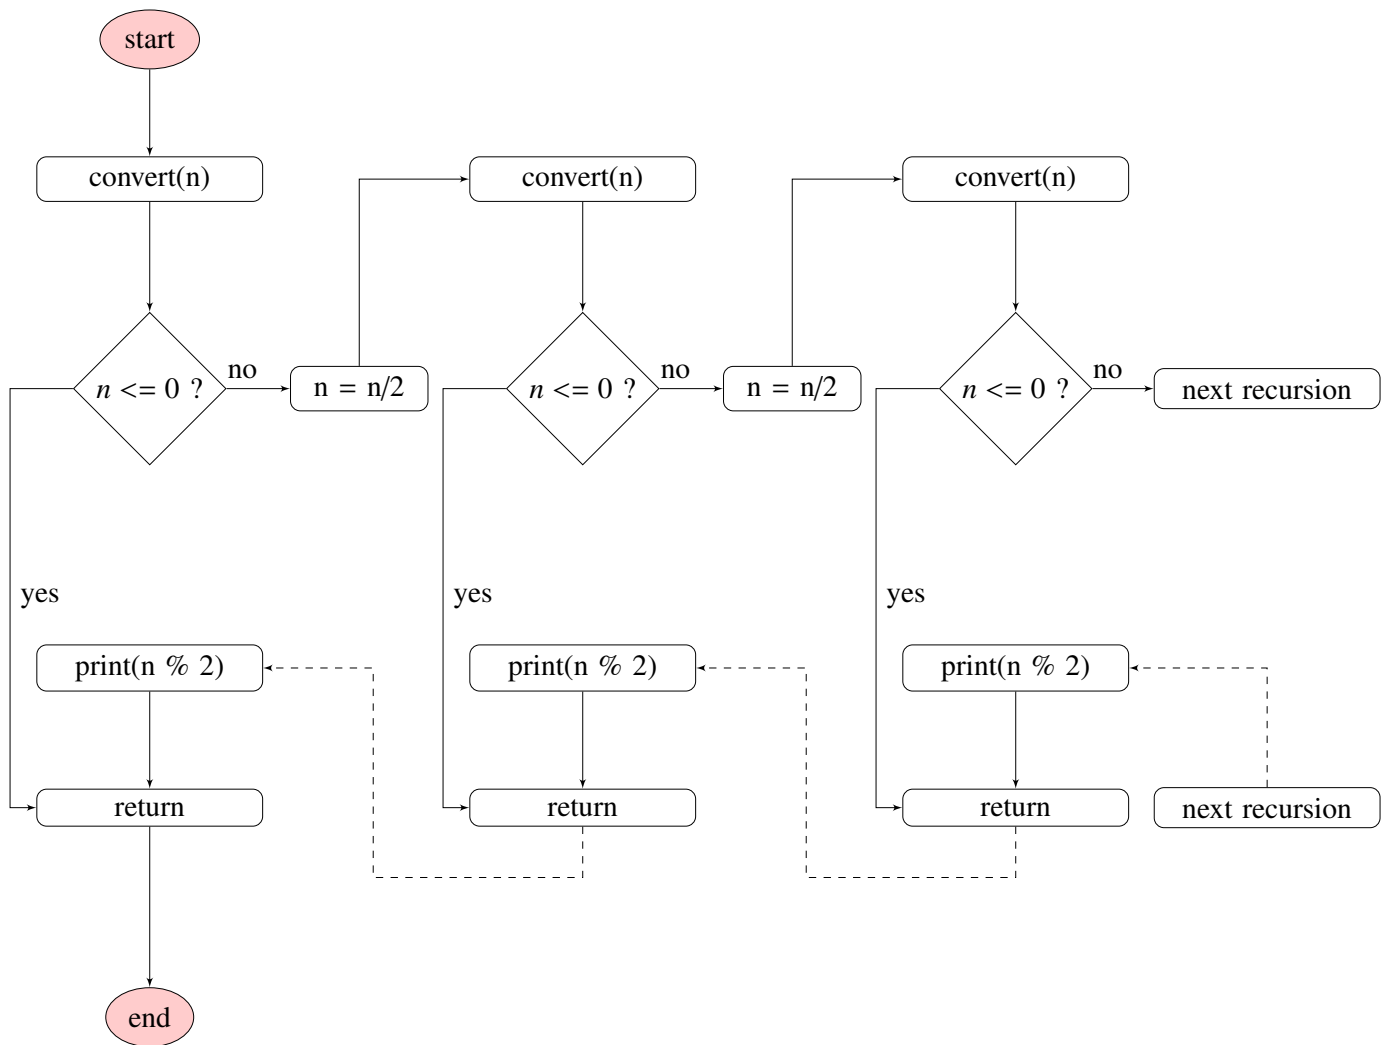 start
convert(n)
convert(n)
convert(n)
n <= 0 ?
no
n = n/2
n <= 0 ?
no
n = n/2
n <= 0 ?
no
next recursion
yes
yes
yes
print(n % 2)
print(n % 2)
print(n % 2)
return
return
return
next recursion
end